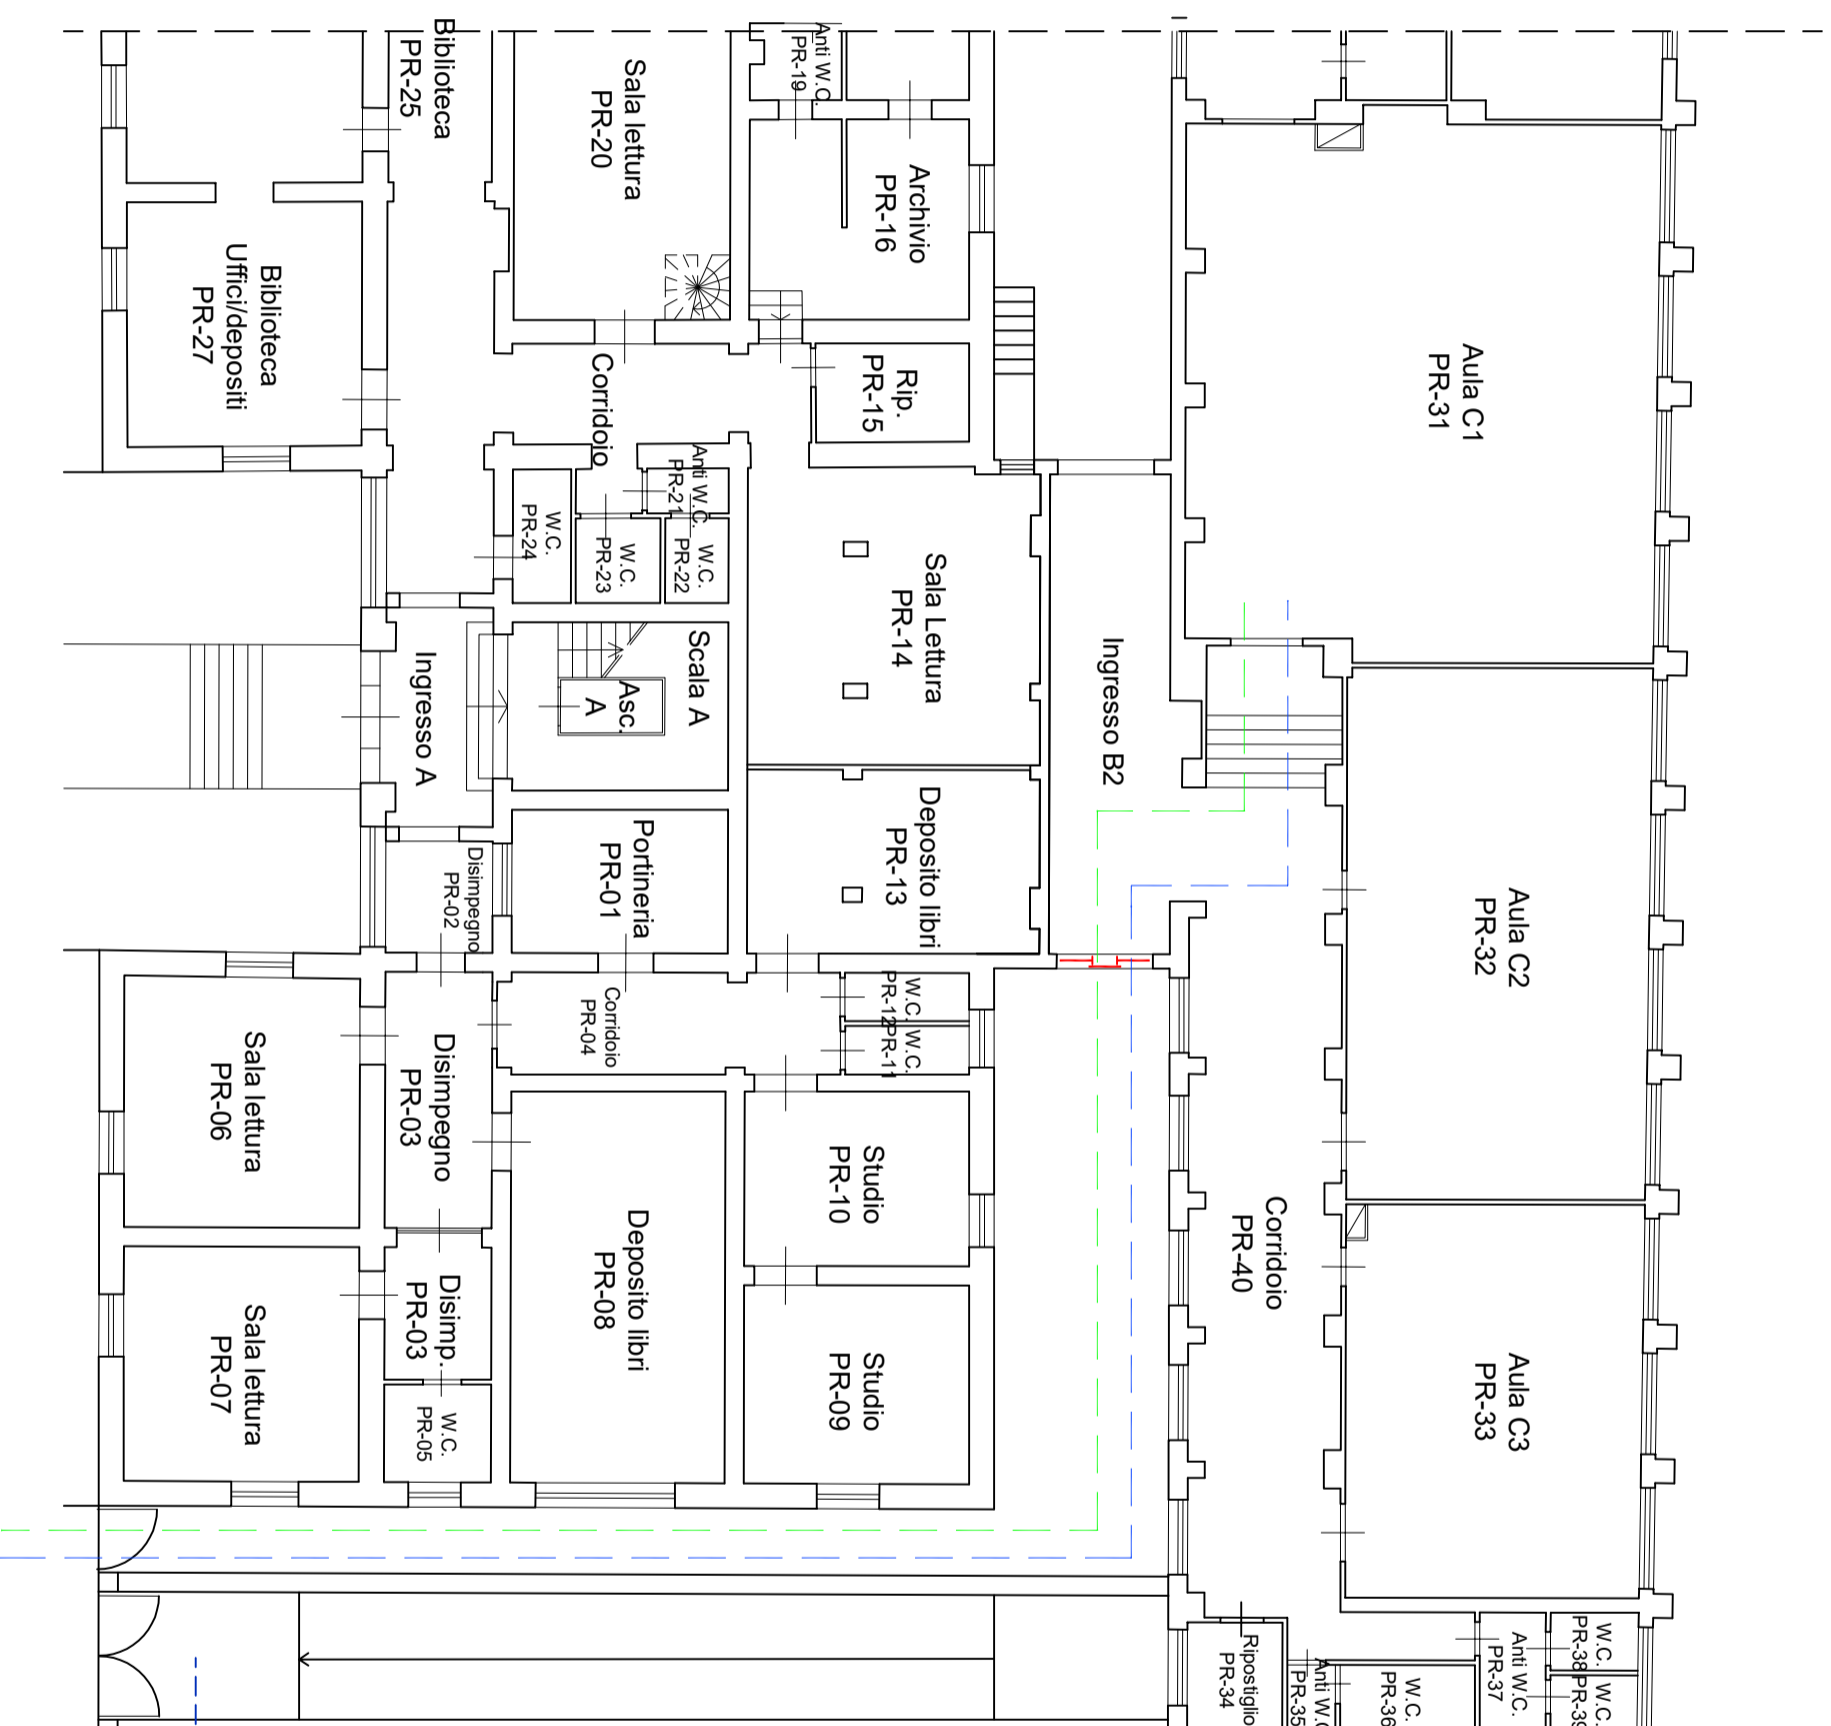 Biblioteca
PR-25
Sala lettura
PR-20
Anti W.C.
PR-19
Archivio
PR-16
Biblioteca
Uffici/depositi
PR-27
Corridoio
Rip.
PR-15
Aula C1
PR-31
Anti W.C.
PR-21
W.C.
PR-24
W.C.
PR-23
W.C.
PR-22
Sala Lettura
PR-14
Ingresso A
Scala A
Asc.
A
Ingresso B2
Disimpegno
PR-02
Portineria
PR-01
Deposito libri
PR-13
Aula C2
PR-32
W.C.
PR-12
W.C.
PR-11
Corridoio
PR-04
Sala lettura
PR-06
Disimpegno
PR-03
Studio
PR-10
Deposito libri
PR-08
Corridoio
PR-40
Sala lettura
PR-07
Disimp.
PR-03
W.C.
PR-05
Studio
PR-09
Aula C3
PR-33
Ripostiglio
PR-34
Anti W.C
PR-35
W.C.
PR-36
Anti W.C.
PR-37
W.C.
PR-38
W.C.
PR-39